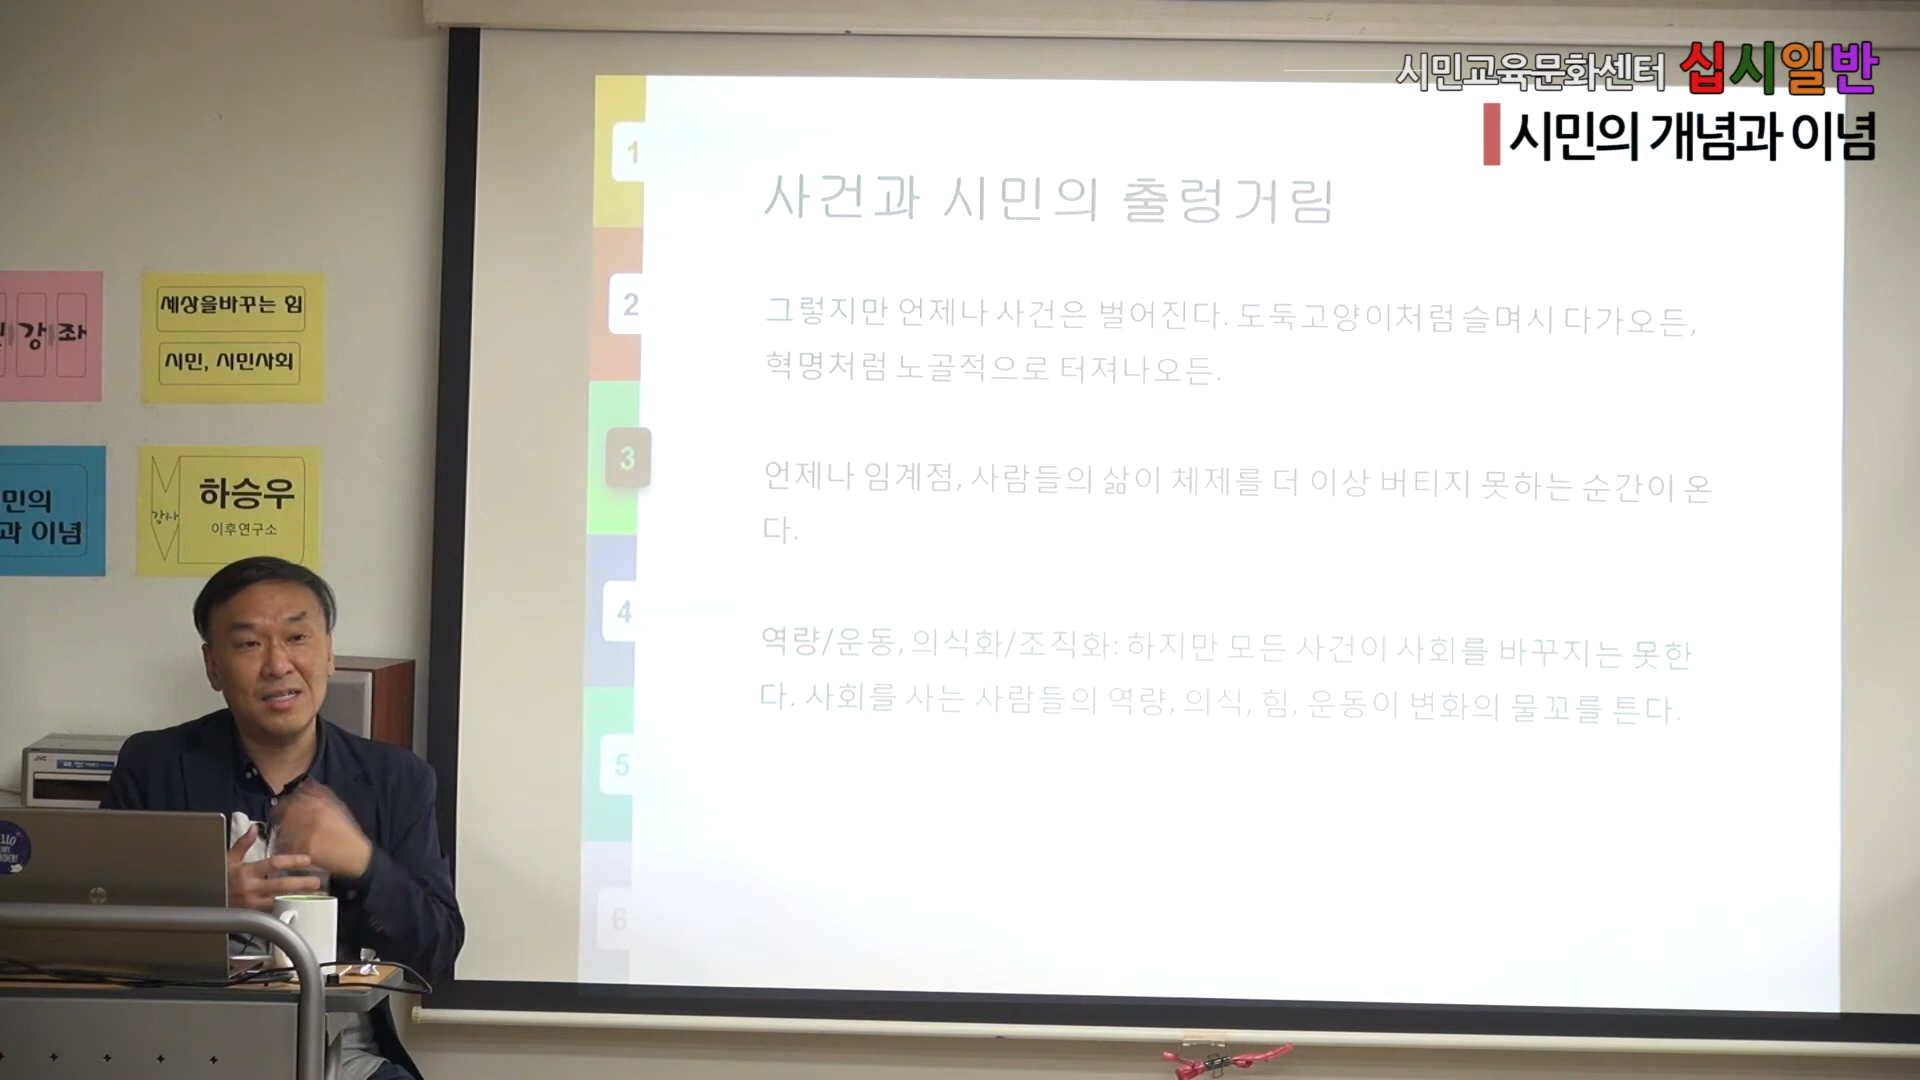 시민교육문화센터 십시일반
시민의 개념과 이념
1
사건과 시민의 출렁거림
2
그렇지만 언제나 사건은 벌어진다. 도둑고양이처럼 슬며시 다가오든,
혁명처럼 노골적으로 터져나오든.
3
언제나 임계점, 사람들의 삶이 체제를 더 이상 버티지 못하는 순간이 온
다.
4
역량/운동, 의식화/조직화: 하지만 모든 사건이 사회를 바꾸지는 못한
다. 사회를 사는 사람들의 역량, 의식, 힘, 운동이 변화의 물꼬를 튼다.
5
6
강좌
세상을바꾸는 힘
시민, 시민사회
민의
과 이념
강사
하승우
이후연구소
JVC
hp